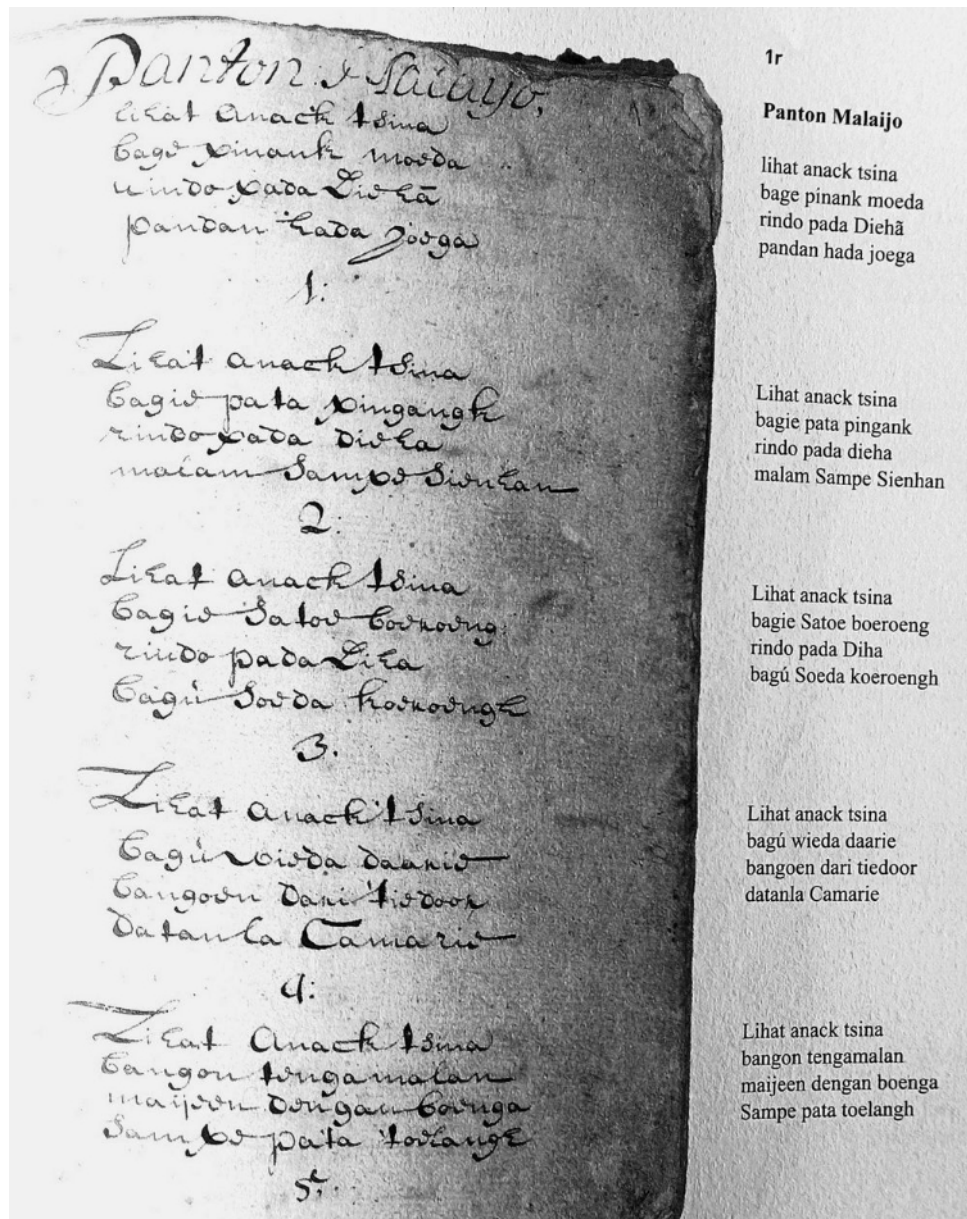 Panton Malaijo,
lihat anack tsina
bage pinank moeda
rindo pada Diehã
pandan hada joega
1:
Lihat anack tsina
bagie pata pingangk
rindo pada dieha
malam Sampe Sienhan
2:
Lihat anack tsina
bagie Satoe boeroeng
rindo pada Diha
bagú Soeda koeroengh
3.
Lihat anack tsina
bagú wieda daarie
bangoen dari tiedoor
datanla Camarie
4:
Lihat Anack tsina
bangon tengamalan
maijeen dengan boenga
Sampe pata toelangh
5.
1r
Panton Malaijo
lihat anack tsina
bage pinank moeda
rindo pada Diehã
pandan hada joega
Lihat anack tsina
bagie pata pingank
rindo pada dieha
malam Sampe Sienhan
Lihat anack tsina
bagie Satoe boeroeng
rindo pada Diha
bagú Soeda koeroengh
Lihat anack tsina
bagú wieda daarie
bangoen dari tiedoor
datanla Camarie
Lihat anack tsina
bangon tengamalan
maijeen dengan boenga
Sampe pata toelangh